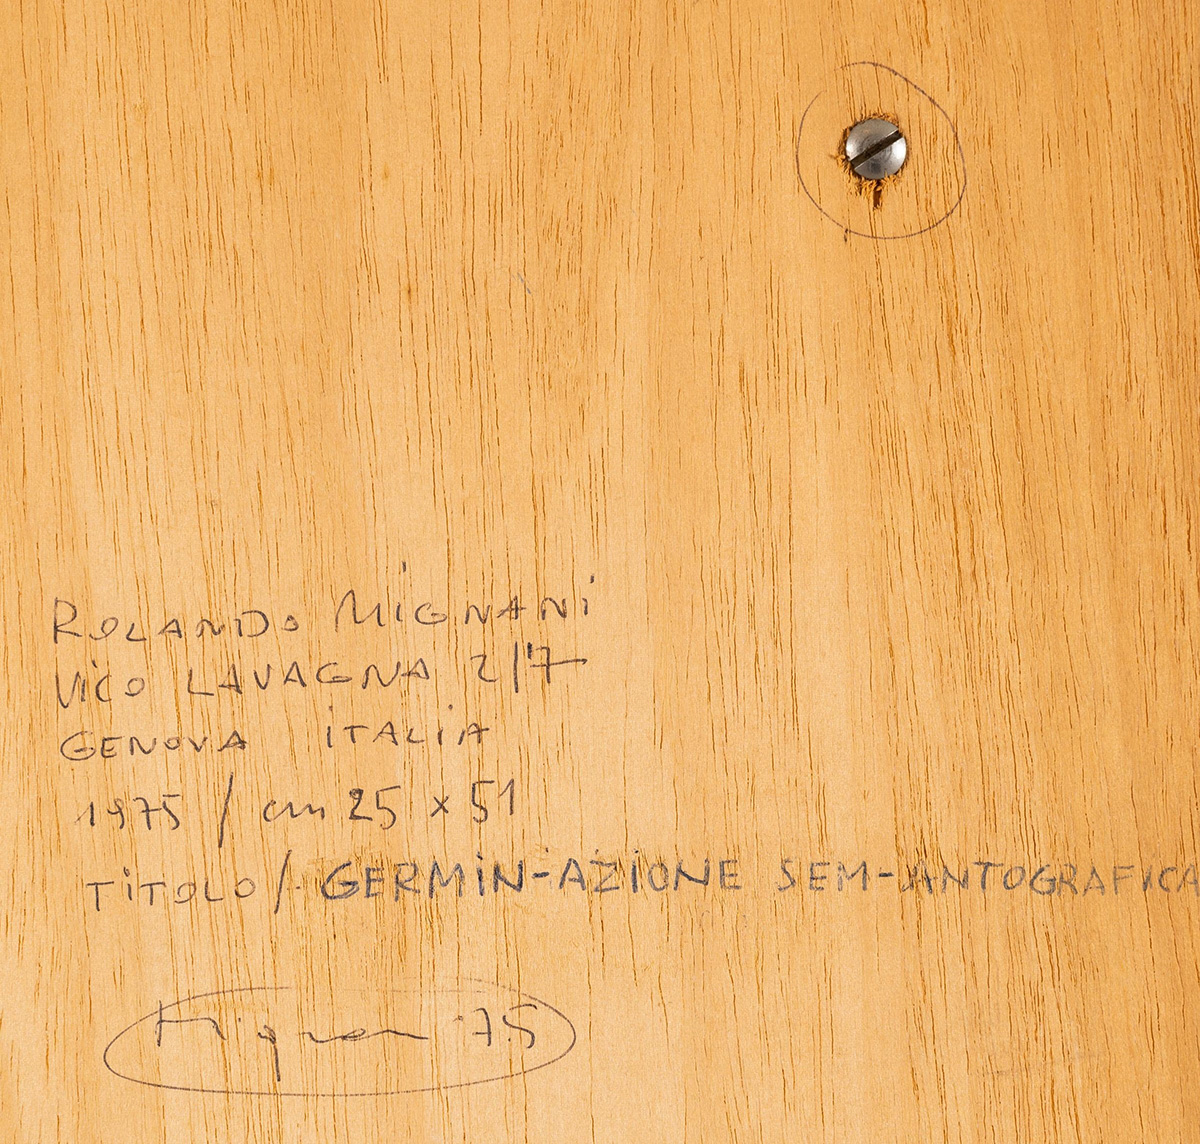 ROLANDO MIGNANI
VICO LAVAGNA 2/7
GENOVA ITALIA
1975 / cm 25 x 51
TITOLO / GERMIN-AZIONE SEM-ANTOGRAFICA
Mignani 75